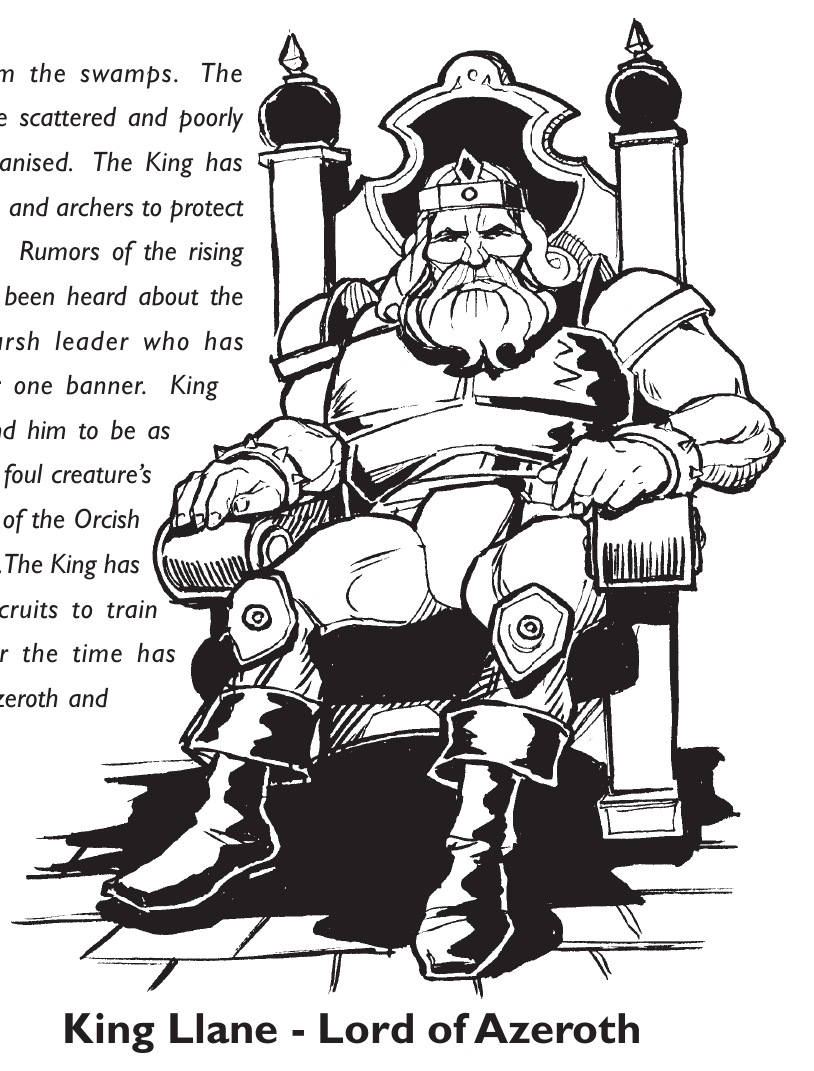 m the swamps. The
e scattered and poorly
anised. The King has
and archers to protect
Rumors of the rising
been heard about the
arsh leader who has
r one banner. King
nd him to be as
foul creature's
of the Orcish
.The King has
cruits to train
r the time has
zeroth and
King Llane - Lord of Azeroth